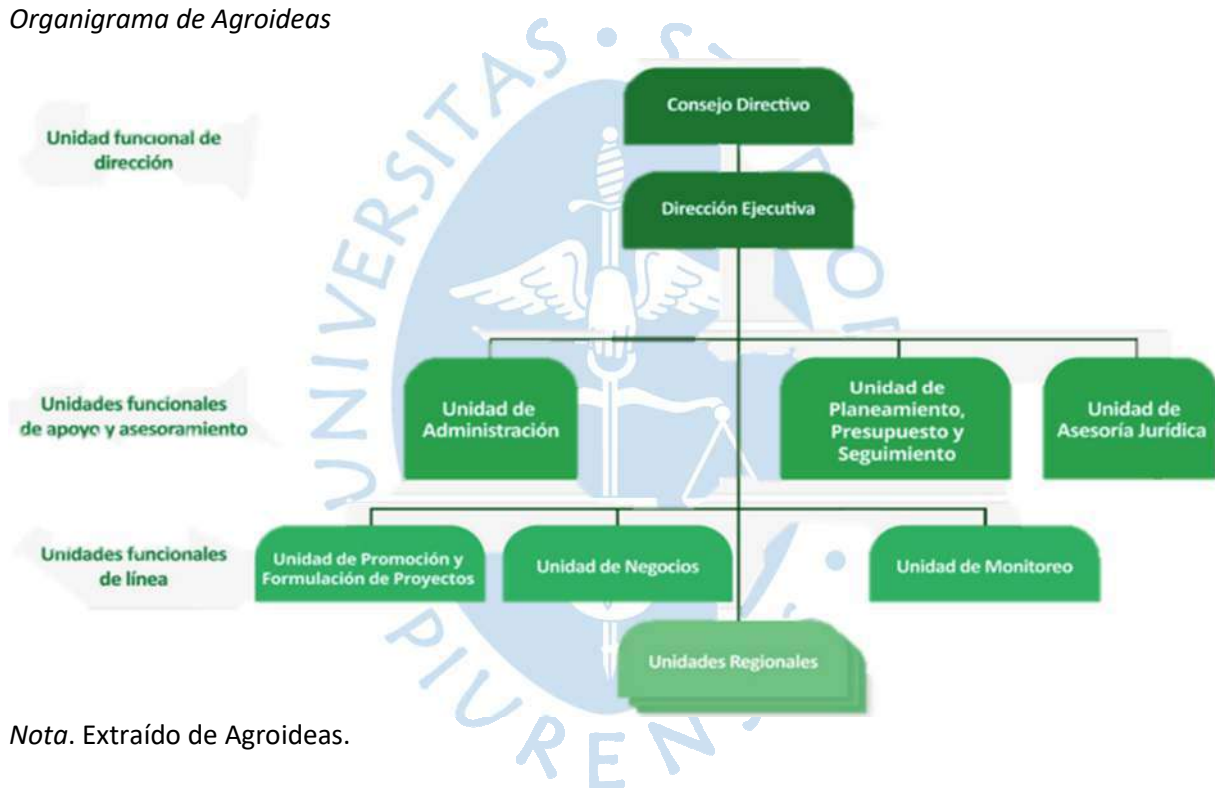 Organigrama de Agroideas
Consejo Directivo
Unidad funcional de
dirección
Dirección Ejecutiva
Unidades funcionales
de apoyo y asesoramiento
Unidad de
Administración
Unidad de
Planeamiento,
Presupuesto y
Seguimiento
Unidad de
Asesoría Jurídica
Unidades funcionales
de línea
Unidad de Promoción y
Formulación de Proyectos
Unidad de Negocios
Unidad de Monitoreo
Unidades Regionales
Nota. Extraído de Agroideas.
UNIVERSITAS
PIURENSIS